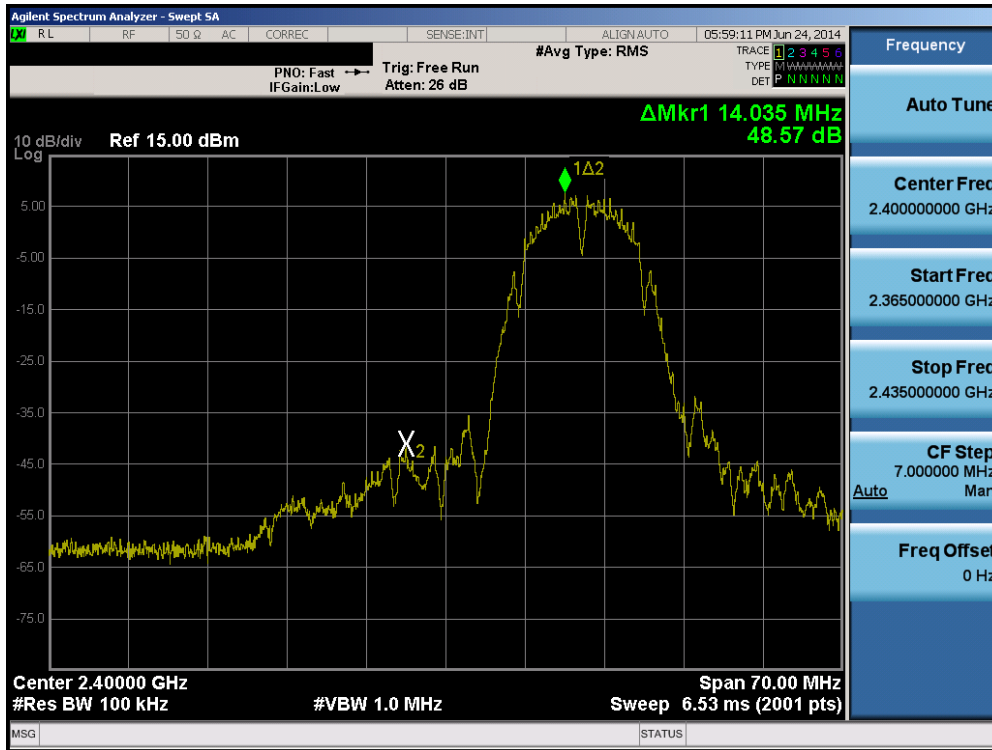 Agilent Spectrum Analyzer - Swept SA
LXI RL RF 50 Ω AC CORREC SENSE:INT ALIGN AUTO 05:59:11 PM Jun 24, 2014
#Avg Type: RMS
TRACE 1 2 3 4 5 6
PNO: Fast Trig: Free Run
TYPE M W W W W W
IFGain:Low Atten: 26 dB
DET P N N N N N
ΔMkr1 14.035 MHz
48.57 dB
10 dB/div Ref 15.00 dBm
Log
1Δ2
5.00
-5.00
-15.0
-25.0
-35.0
2
-45.0
-55.0
-65.0
-75.0
Center 2.40000 GHz Span 70.00 MHz
#Res BW 100 kHz #VBW 1.0 MHz Sweep 6.53 ms (2001 pts)
MSG STATUS
Frequency
Auto Tune
Center Freq
2.400000000 GHz
Start Freq
2.365000000 GHz
Stop Freq
2.435000000 GHz
CF Step
7.000000 MHz
Auto Man
Freq Offset
0 Hz